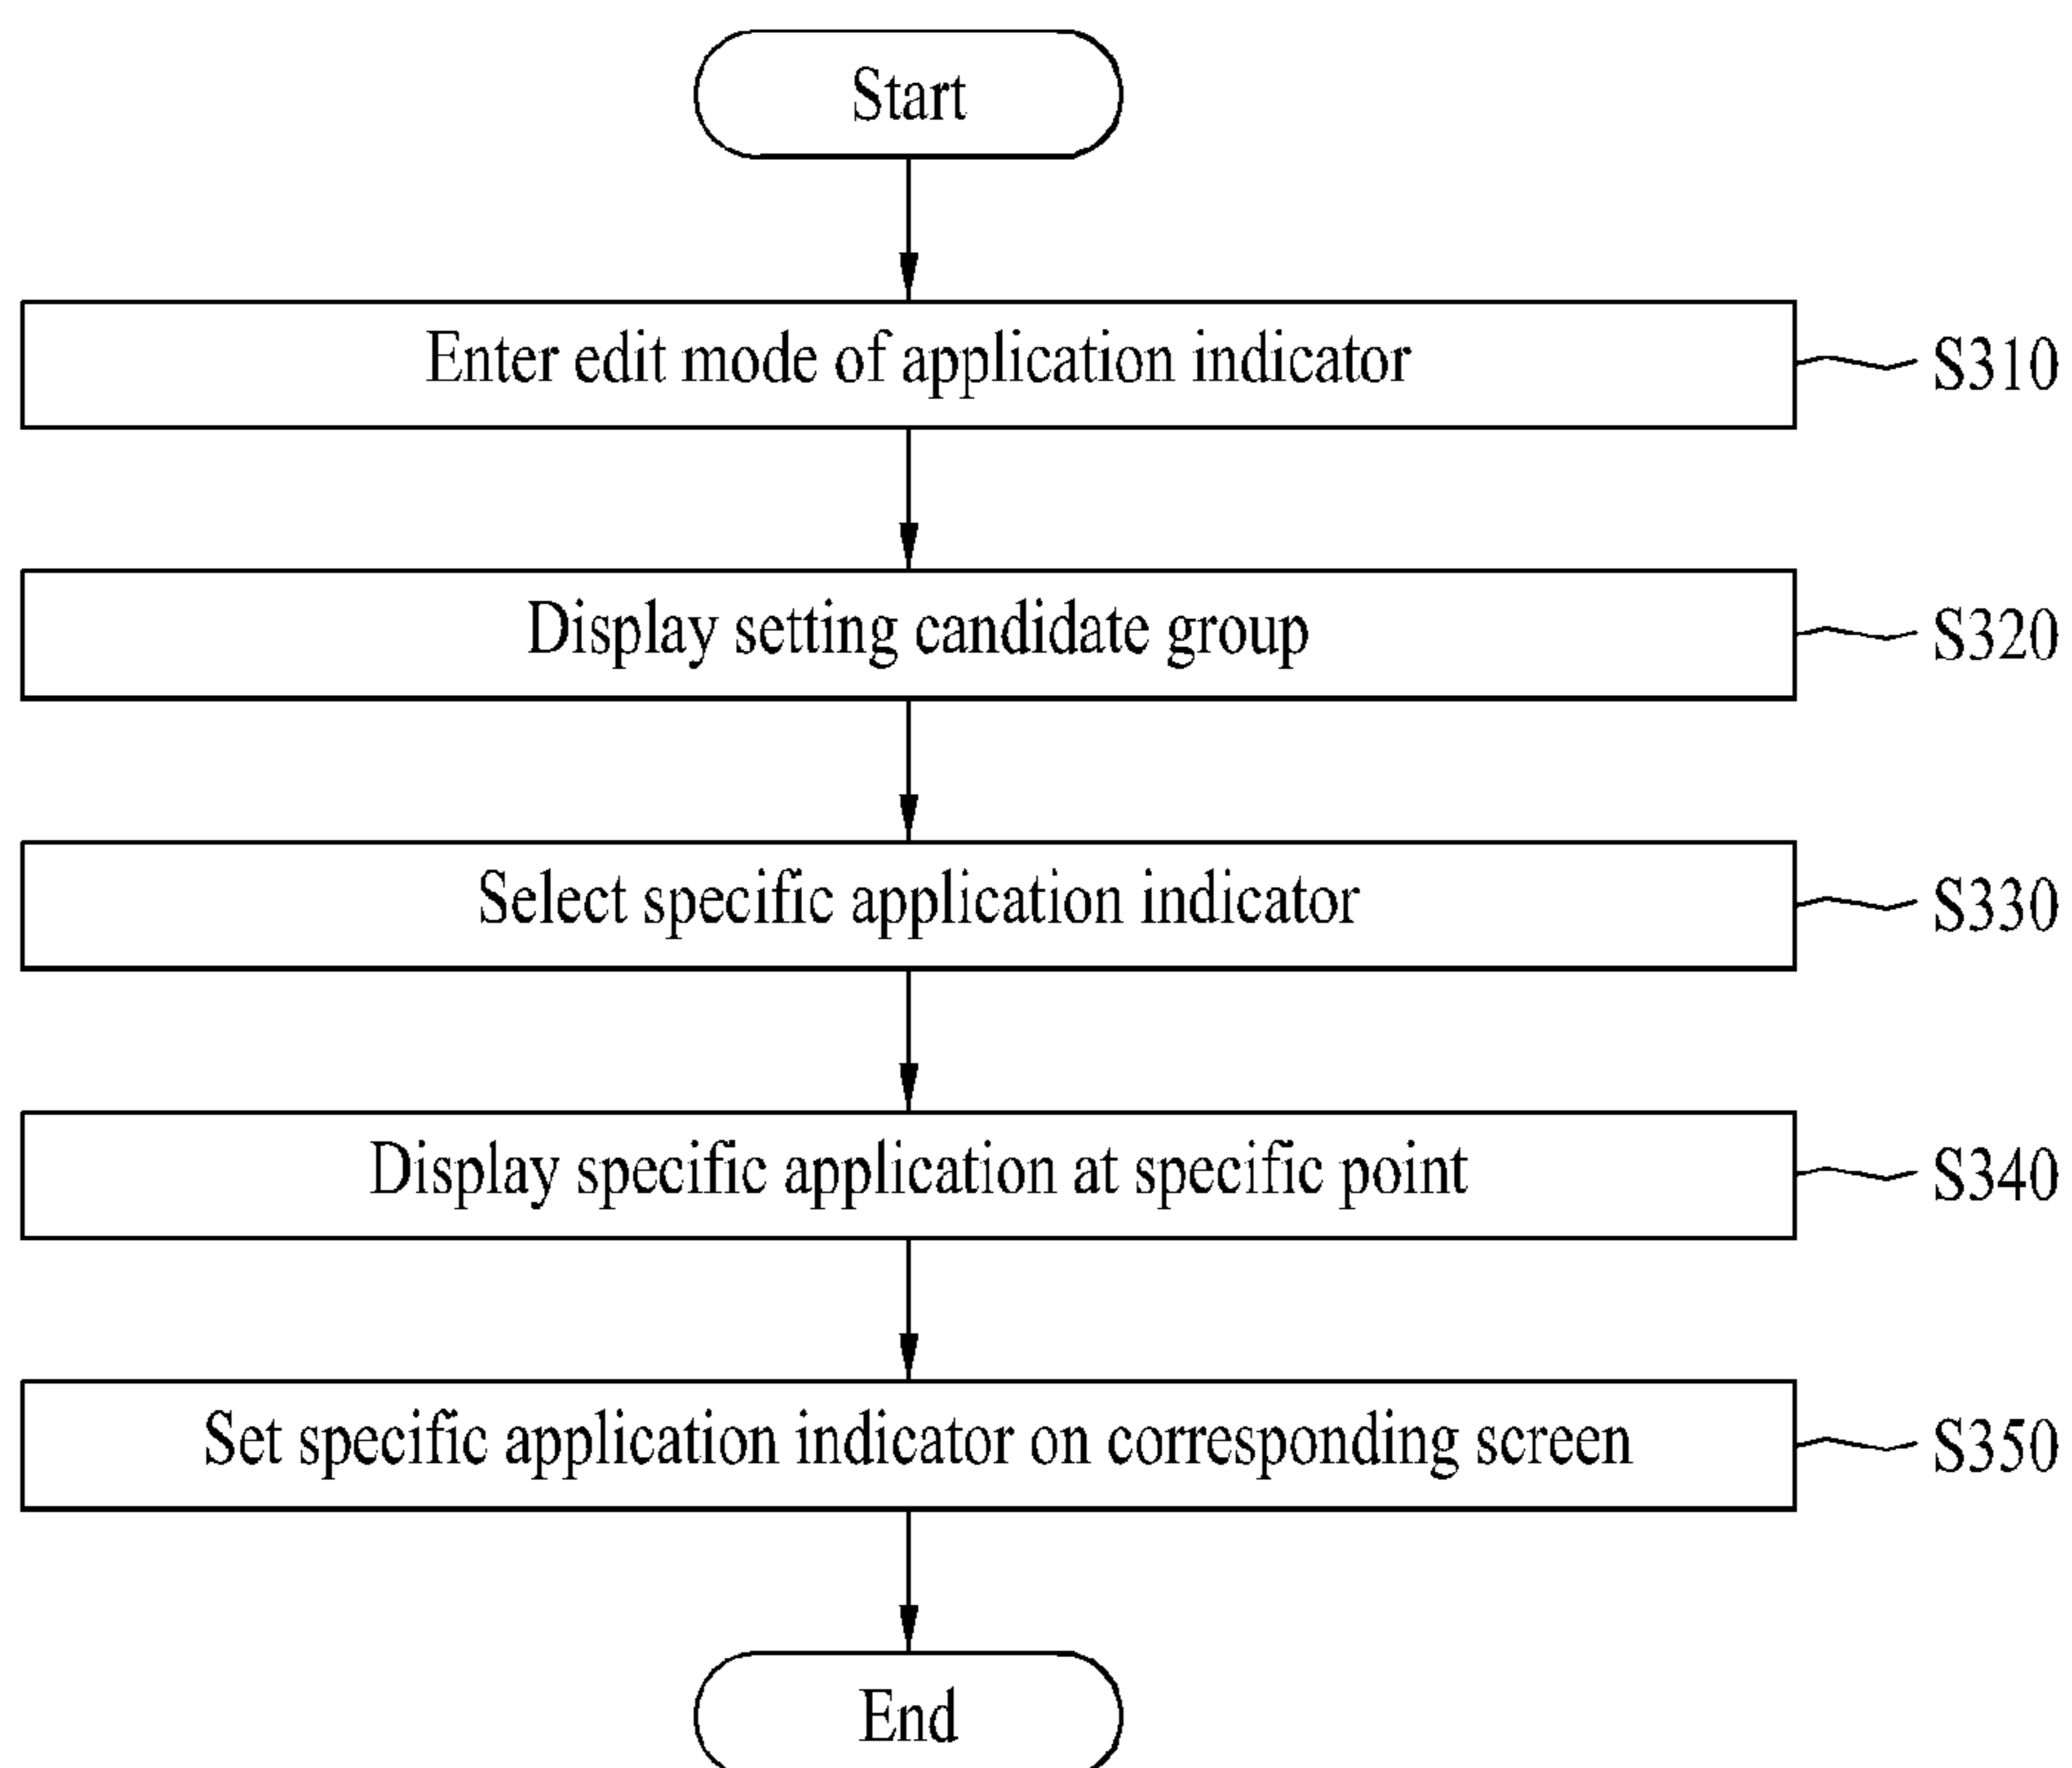 Start
Enter edit mode of application indicator
S310
Display setting candidate group
S320
Select specific application indicator
S330
Display specific application at specific point
S340
Set specific application indicator on corresponding screen
S350
End